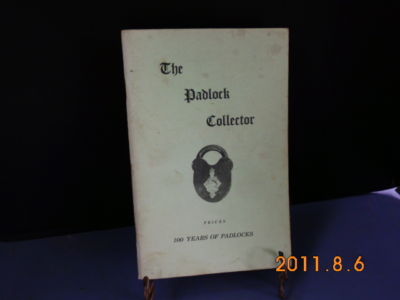 The
Padlock
Collector
PRICES
100 YEARS OF PADLOCKS
2011.8.6